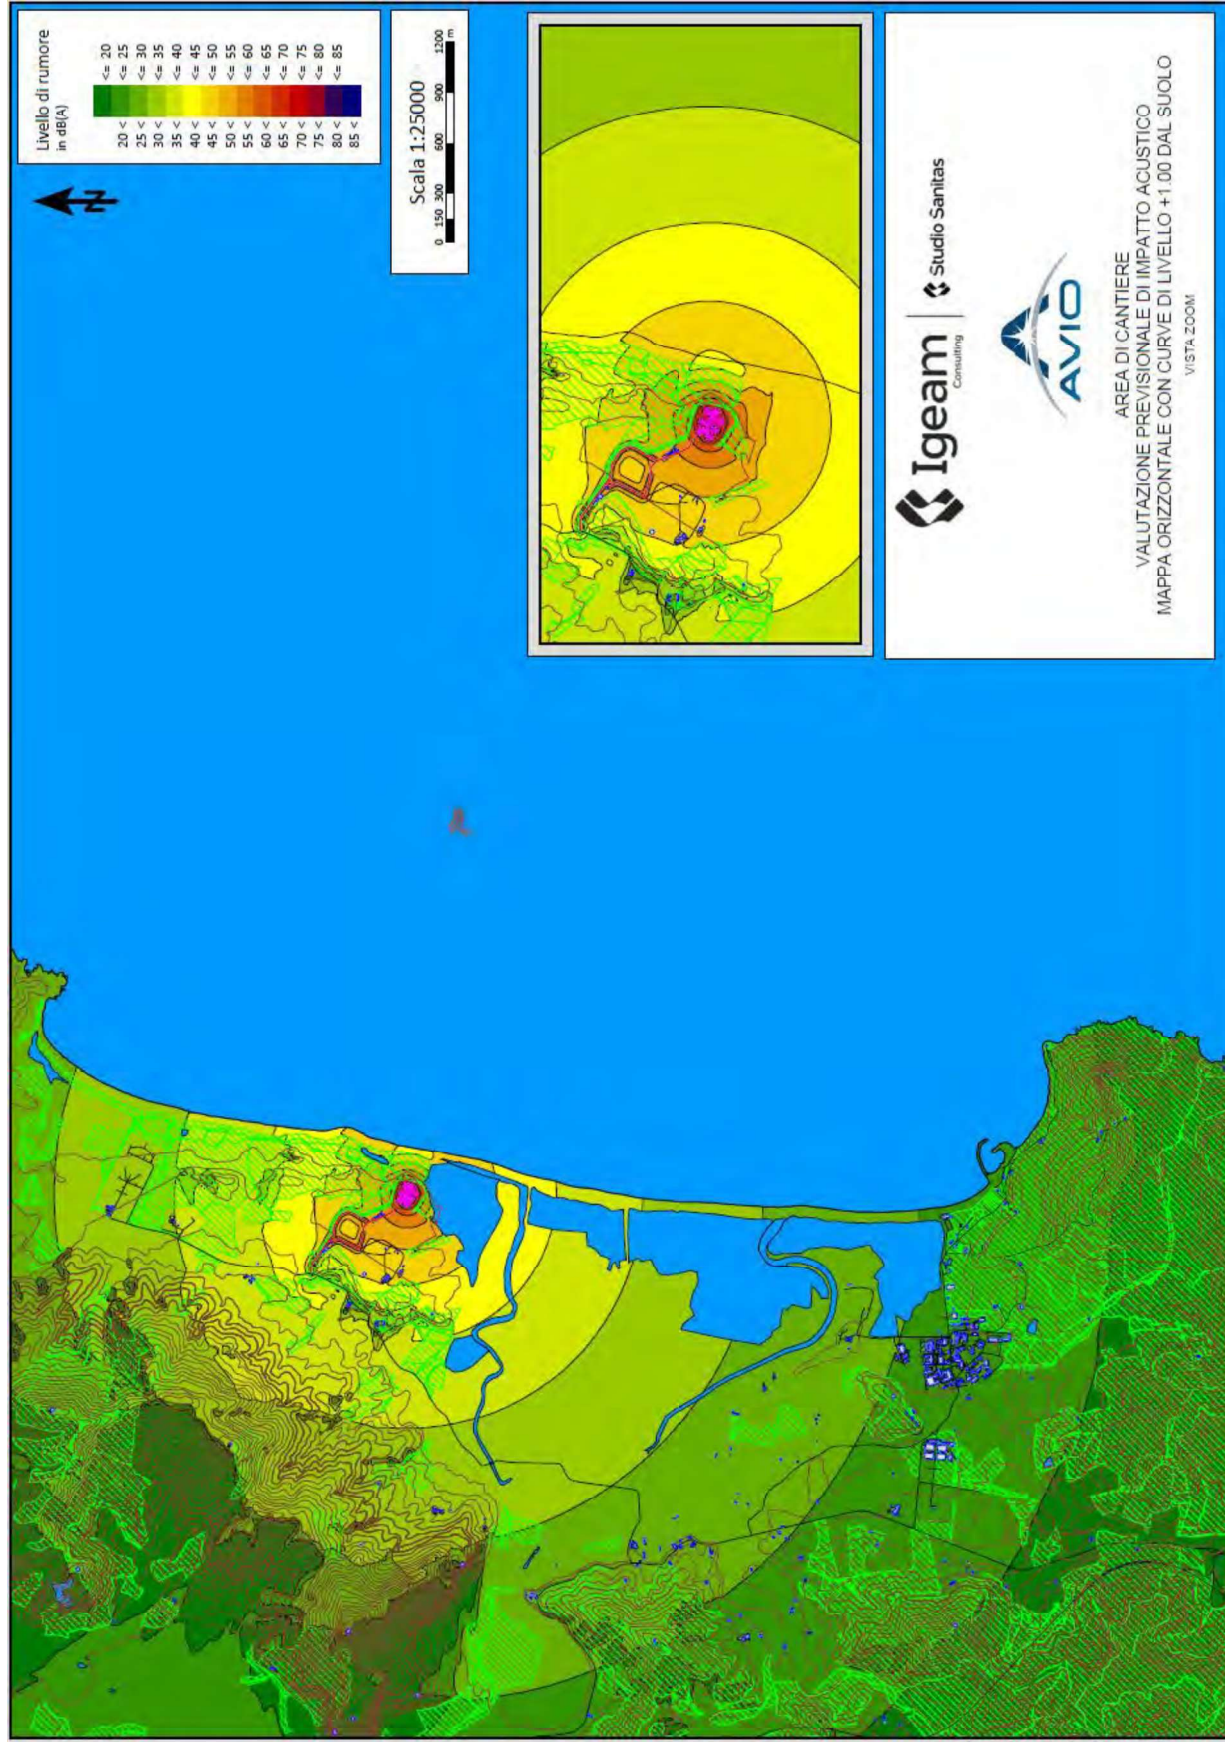 Livello di rumore
in dB(A)
<= 20
20 < <= 25
25 < <= 30
30 < <= 35
35 < <= 40
40 < <= 45
45 < <= 50
50 < <= 55
55 < <= 60
60 < <= 65
65 < <= 70
70 < <= 75
75 < <= 80
80 < <= 85
85 <
N
Scala 1:25000
0 150 300 600 900 1200
m
Igeam
Consulting
Studio Sanitas
AVIO
AREA DI CANTIERE
VALUTAZIONE PREVISIONALE DI IMPATTO ACUSTICO
MAPPA ORIZZONTALE CON CURVE DI LIVELLO +1.00 DAL SUOLO
VISTA ZOOM